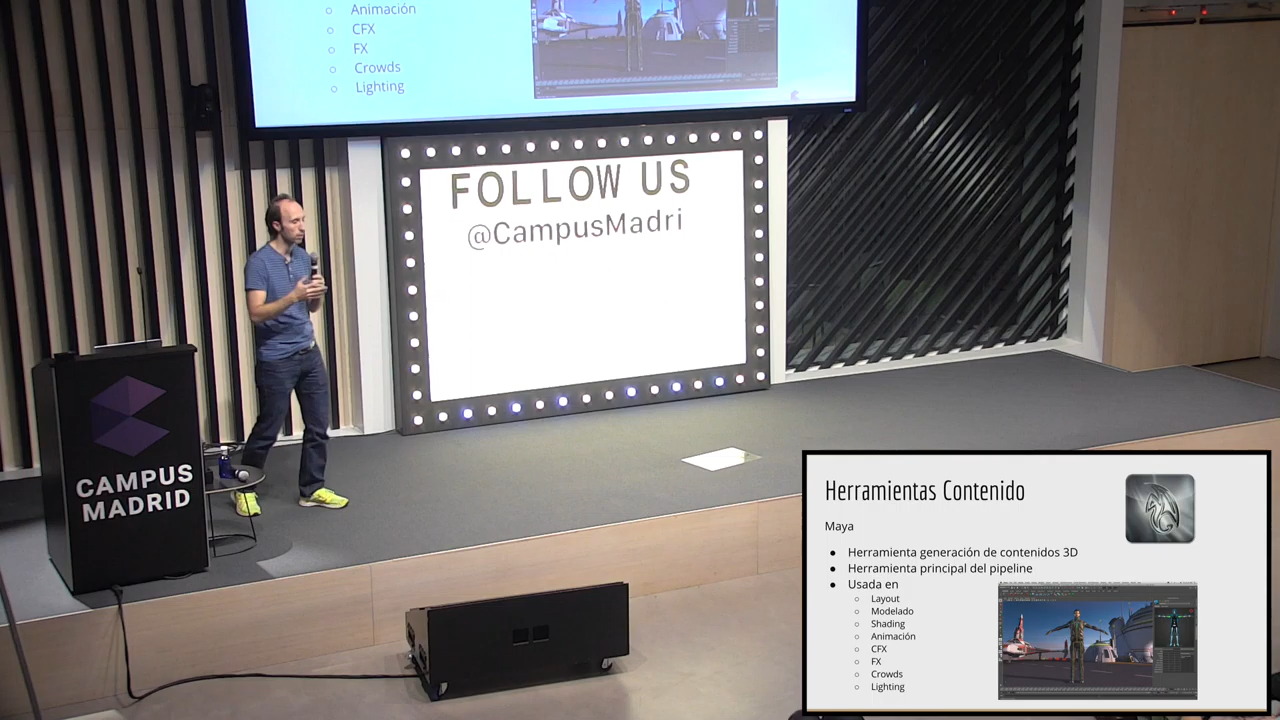 Animación
CFX
FX
Crowds
Lighting
FOLLOW US
@CampusMadri
CAMPUS
MADRID
Herramientas Contenido
Maya
Herramienta generación de contenidos 3D
Herramienta principal del pipeline
Usada en
Layout
Modelado
Shading
Animación
CFX
FX
Crowds
Lighting